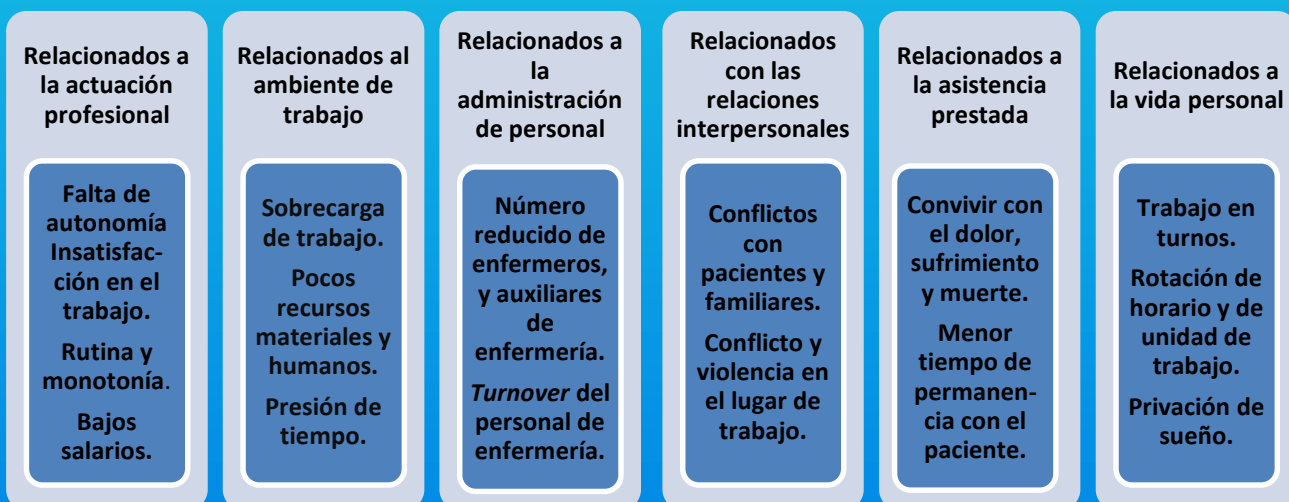 Relacionados a
la actuación
profesional
Falta de
autonomía
Insatisfac-
ción en el
trabajo.
Rutina y
monotonía.
Bajos
salarios.
Relacionados al
ambiente de
trabajo
Sobrecarga
de trabajo.
Pocos
recursos
materiales y
humanos.
Presión de
tiempo.
Relacionados a
la
administración
de personal
Número
reducido de
enfermeros,
y auxiliares
de
enfermería.
Turnover del
personal de
enfermería.
Relacionados
con las
relaciones
interpersonales
Conflictos
con
pacientes y
familiares.
Conflicto y
violencia en
el lugar de
trabajo.
Relacionados a
la asistencia
prestada
Convivir con
el dolor,
sufrimiento
y muerte.
Menor
tiempo de
permanen-
cia con el
paciente.
Relacionados a
la vida personal
Trabajo en
turnos.
Rotación de
horario y de
unidad de
trabajo.
Privación de
sueño.